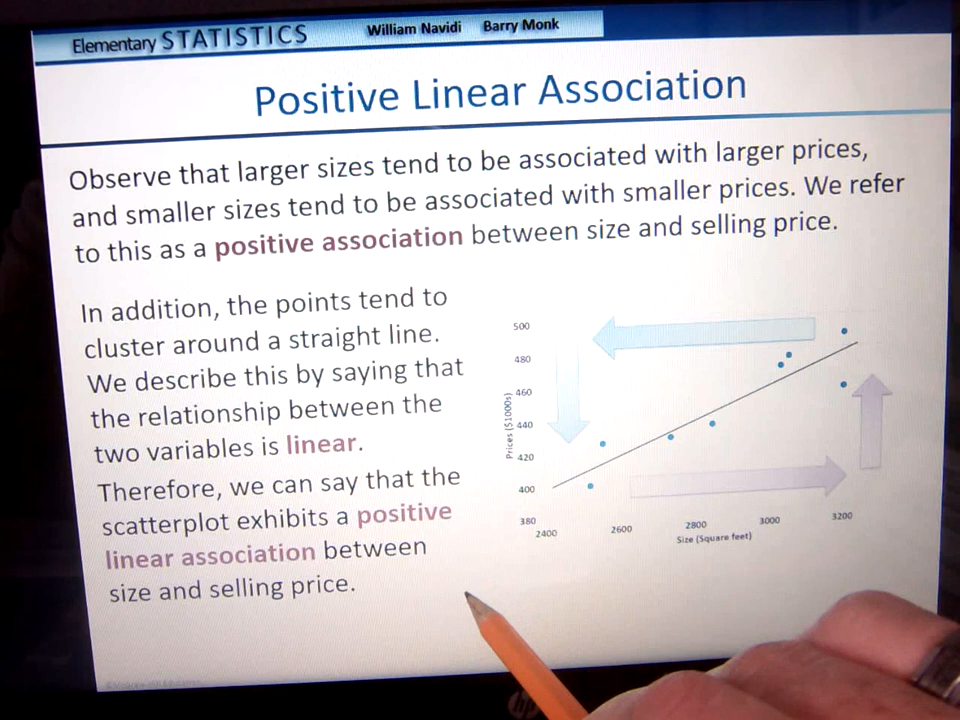 Elementary STATISTICS
William Navidi Barry Monk
Positive Linear Association
Observe that larger sizes tend to be associated with larger prices,
and smaller sizes tend to be associated with smaller prices. We refer
to this as a positive association between size and selling price.
In addition, the points tend to
cluster around a straight line.
We describe this by saying that
the relationship between the
two variables is linear.
Therefore, we can say that the
scatterplot exhibits a positive
linear association between
size and selling price.
500
480
460
440
420
400
380
Prices ($1000s)
2400 2600 2800 3000 3200
Size (Square feet)
hp